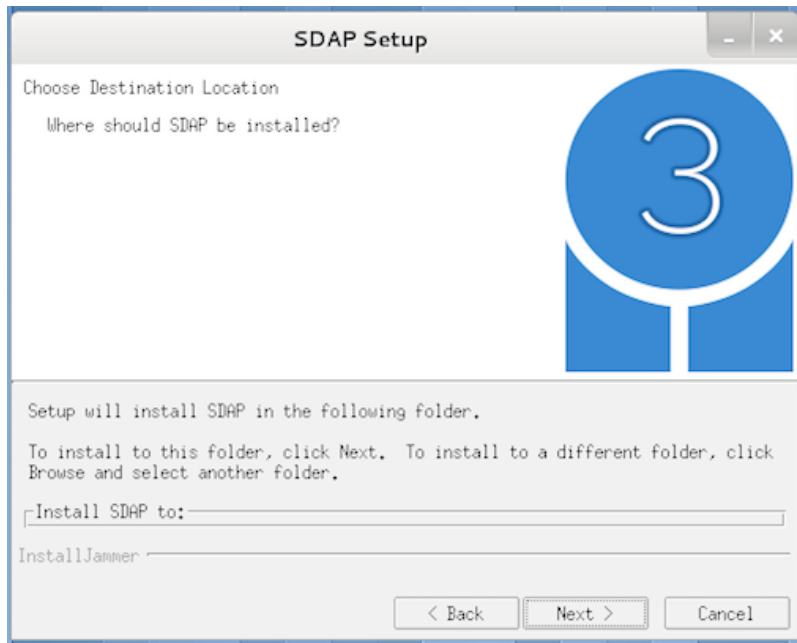 SDAP Setup
Choose Destination Location
Where should SDAP be installed?
3
Setup will install SDAP in the following folder.
To install to this folder, click Next.  To install to a different folder, click
Browse and select another folder.
Install SDAP to:
InstallJammer
< Back
Next >
Cancel